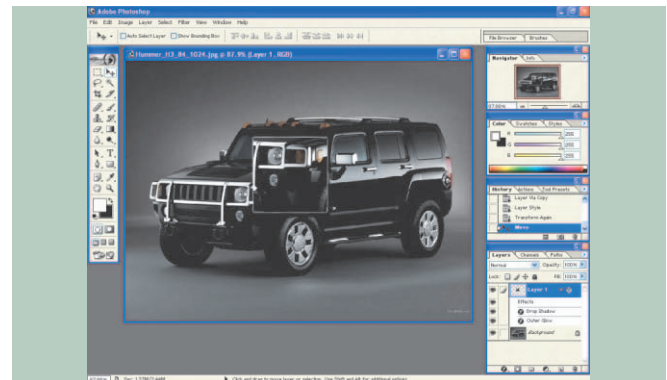 Adobe Photoshop
File Edit Image Layer Select Filter View Window Help
Auto Select Layer Show Bounding Box
File Browser Brushes
Hummer_H3_04_1024.jpg @ 87.9% (Layer 1, RGB)
Navigator Info
Color Swatches Styles
R 255
G 255
B 255
History Actions Tool Presets
Layer Via Copy
Layer Style
Transform Again
Move
Layers Channels Paths
Normal Opacity: 100%
Lock: Fill: 100%
Layer 1
Effects
Drop Shadow
Outer Glow
Background
Click and drag to move layer or selection. Use Shift and Alt for additional options.